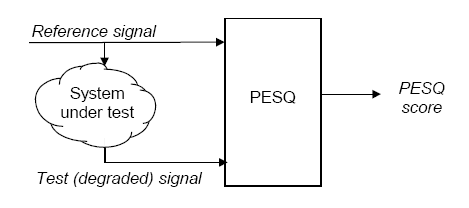 Reference signal
System
under test
PESQ
PESQ
score
Test (degraded) signal